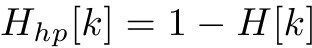 $H_{hp}[k] = 1 - H[k]$